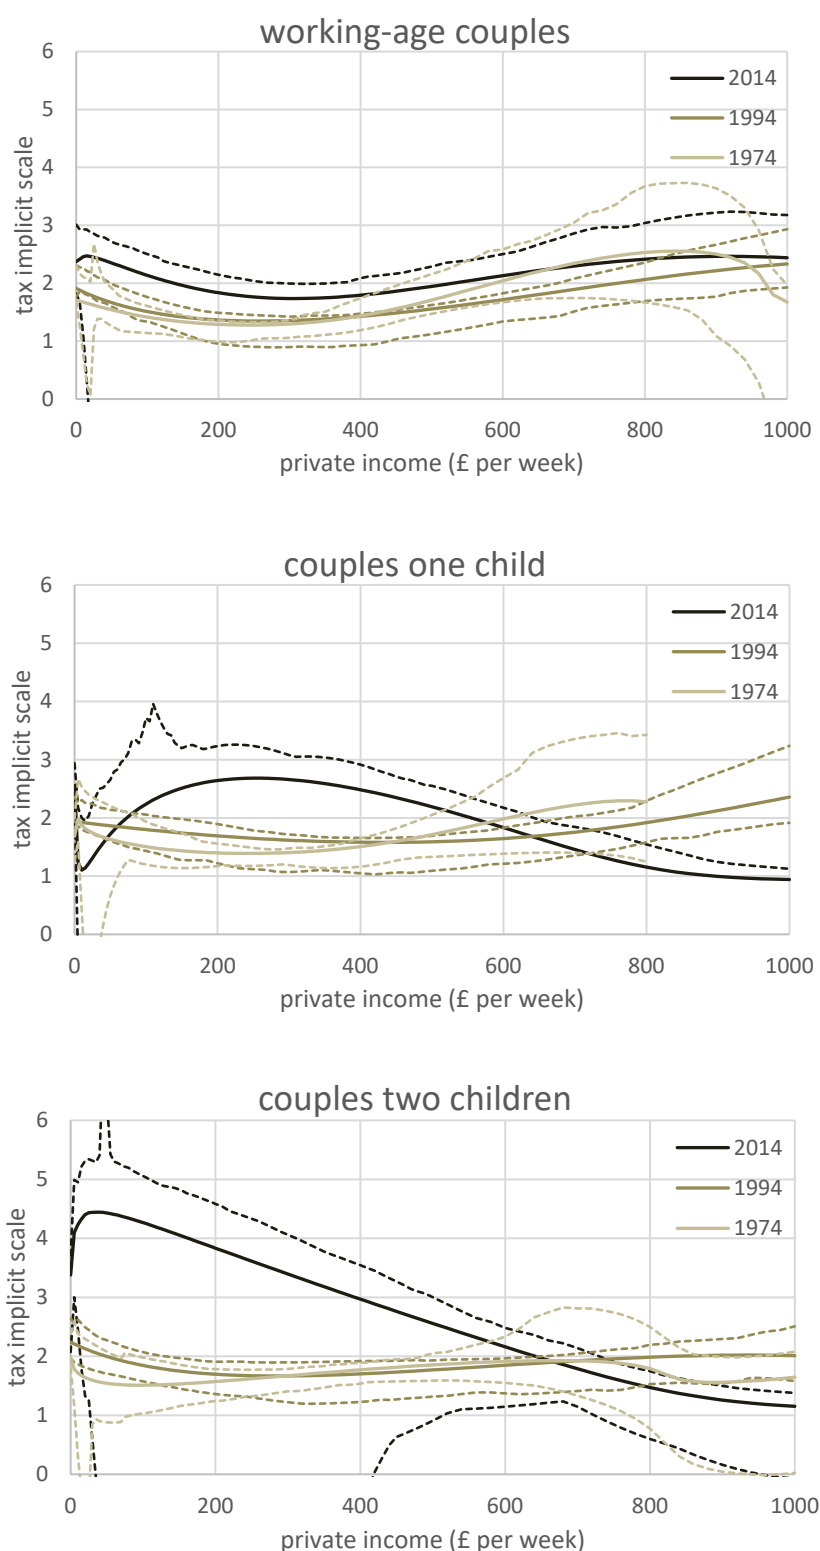 working-age couples
6
5
4
3
2
1
0
tax implicit scale
2014
1994
1974
0 200 400 600 800 1000
private income (£ per week)
couples one child
6
5
4
3
2
1
0
tax implicit scale
2014
1994
1974
0 200 400 600 800 1000
private income (£ per week)
couples two children
6
5
4
3
2
1
0
tax implicit scale
2014
1994
1974
0 200 400 600 800 1000
private income (£ per week)